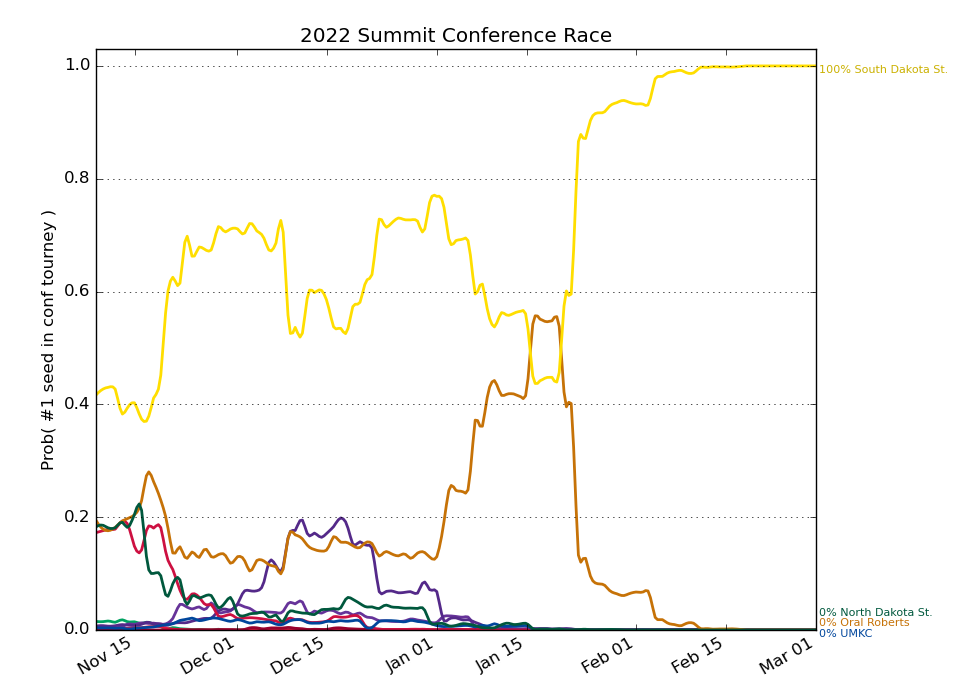 2022 Summit Conference Race
Prob( #1 seed in conf tourney )
1.0
0.8
0.6
0.4
0.2
0.0
100% South Dakota St.
0% North Dakota St.
0% Oral Roberts
0% UMKC
Nov 15
Dec 01
Dec 15
Jan 01
Jan 15
Feb 01
Feb 15
Mar 01